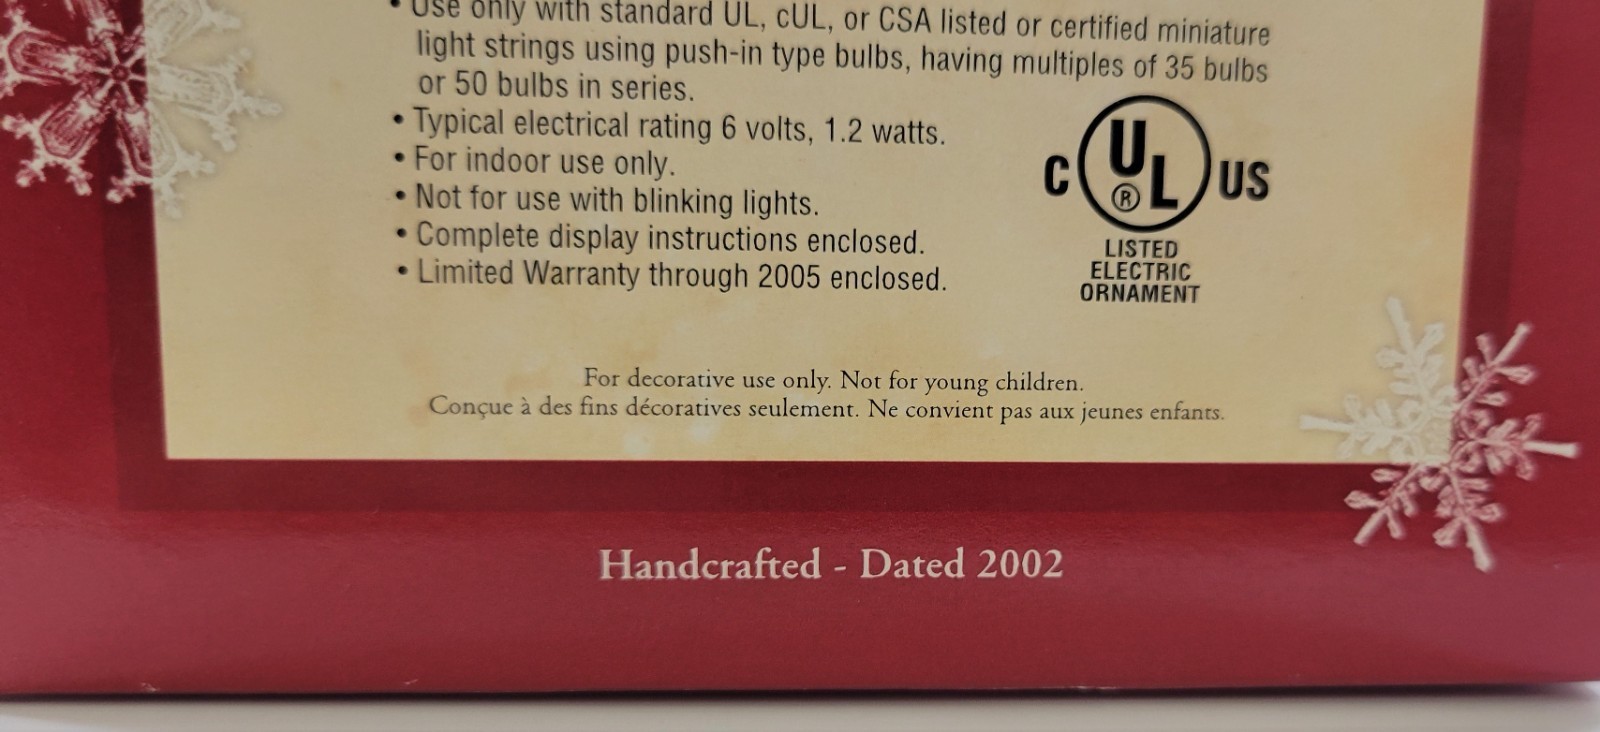 • Use only with standard UL, cUL, or CSA listed or certified miniature
light strings using push-in type bulbs, having multiples of 35 bulbs
or 50 bulbs in series.
• Typical electrical rating 6 volts, 1.2 watts.
• For indoor use only.
• Not for use with blinking lights.
• Complete display instructions enclosed.
• Limited Warranty through 2005 enclosed.
C UL® US
LISTED
ELECTRIC
ORNAMENT
For decorative use only. Not for young children.
Conçue à des fins décoratives seulement. Ne convient pas aux jeunes enfants.
Handcrafted - Dated 2002